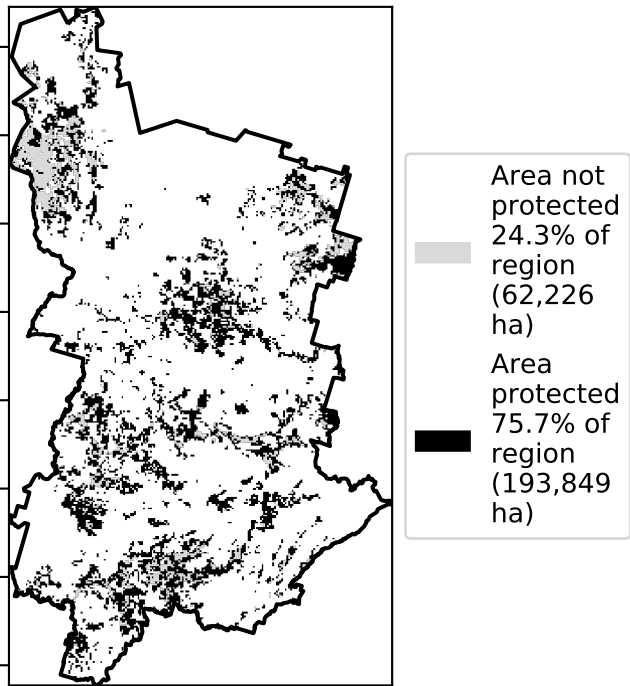 Area not
protected
24.3% of
region
(62,226
ha)
Area
protected
75.7% of
region
(193,849
ha)